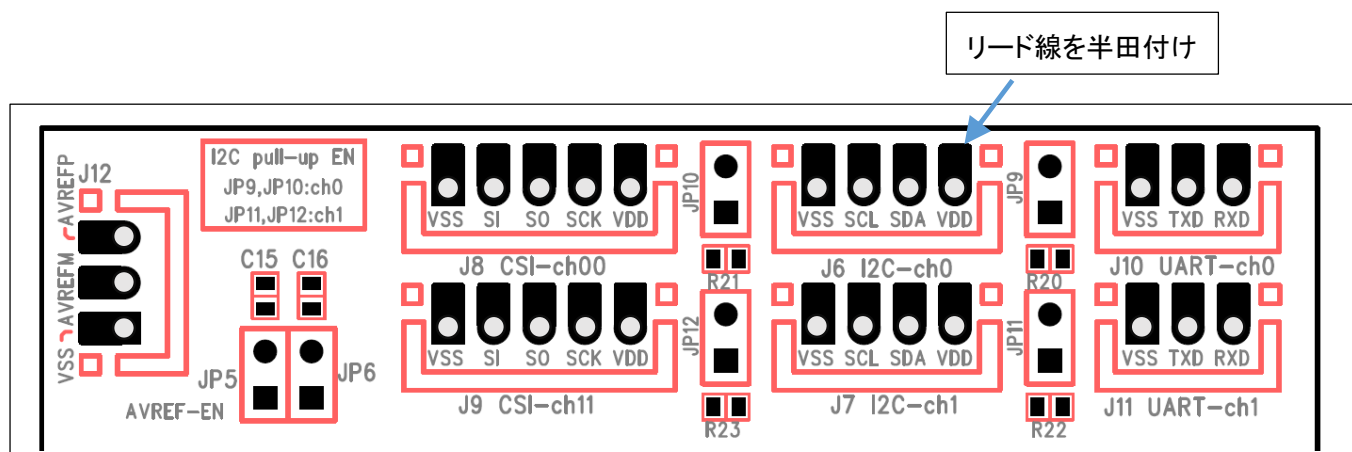 リード線を半田付け
I2C pull-up EN
JP9,JP10:ch0
JP11,JP12:ch1
J12
AVREFP
AVREFM
VSS
C15 C16
JP5 JP6
AVREF-EN
VSS SI SO SCK VDD
J8 CSI-ch00
JP10
R21
VSS SCL SDA VDD
J6 I2C-ch0
JP9
R20
VSS TXD RXD
J10 UART-ch0
VSS SI SO SCK VDD
J9 CSI-ch11
JP12
R23
VSS SCL SDA VDD
J7 I2C-ch1
JP11
R22
VSS TXD RXD
J11 UART-ch1